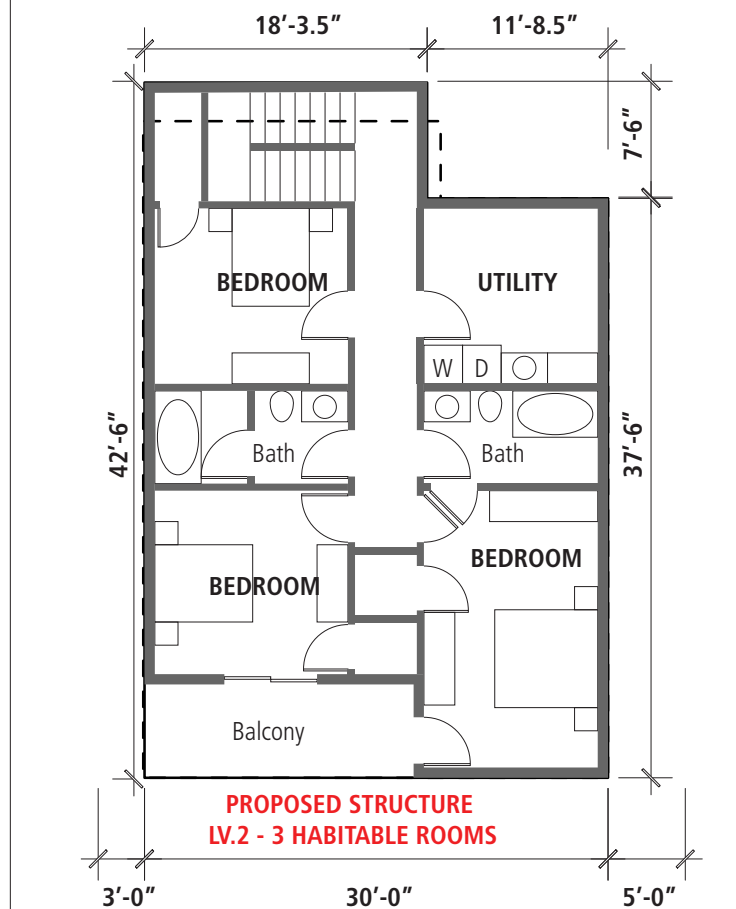 18’-3.5”
11’-8.5”
7’-6”
BEDROOM
UTILITY
W
D
42’-6”
37’-6”
Bath
Bath
BEDROOM
BEDROOM
Balcony
PROPOSED STRUCTURE
LV.2 - 3 HABITABLE ROOMS
3’-0”
30’-0”
5’-0”